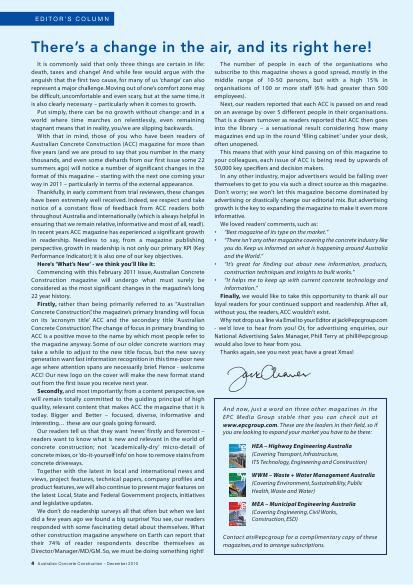 EDITOR'S COLUMN
There's a change in the air, and its right here!
It is commonly said that only three things are certain in life:
death, taxes and change! And while few would argue with the
anguish that the first two cause, for many of us 'change' can also
represent a major challenge. Moving out of one's comfort zone may
be difficult, uncomfortable and even scary; but at the same time, it
is also clearly necessary – particularly when it comes to growth.
Put simply, there can be no growth without change; and in a
world where time marches on relentlessly, even remaining
stagnant means that in reality, you/we are slipping backwards.
With that in mind, those of you who have been readers of
Australian Concrete Construction (ACC) magazine for more than
five years (and we are proud to say that you number in the many
thousands, and even some diehards from our first issue some 22
summers ago) will notice a number of significant changes in the
format of this magazine – starting with the next one coming your
way in 2011 – particularly in terms of the external appearance.
Thankfully, in early comment from trial reviewers, these changes
have been extremely well received. Indeed, we respect and take
notice of a constant flow of feedback from ACC readers both
throughout Australia and internationally (which is always helpful in
ensuring that we remain relative, informative and most of all, read!).
In recent years ACC magazine has experienced a significant growth
in readership. Needless to say, from a magazine publishing
perspective, growth in readership is not only our primary KPI (Key
Performance Indicator); it is also one of our key objectives.
Here's 'What's New' - we think you'll like it:
Commencing with this February 2011 issue, Australian Concrete
Construction magazine will undergo what must surely be
considered as the most significant changes in the magazine's long
22 year history.
Firstly, rather than being primarily referred to as "Australian
Concrete Construction", the magazine's primary branding will focus
on its 'acronym title' ACC and the secondary title 'Australian
Concrete Construction'. The change of focus in primary branding to
ACC is a positive move to the name by which most people refer to
the magazine anyway. Some of our older concrete warriors may
take a while to adjust to the new title focus, but the new savvy
generation want fast information recognition in this time-poor new
age where attention spans are necessarily brief. Hence - welcome
ACC! Our new logo on the cover will make the new format stand
out from the first issue you receive next year.
Secondly, and most importantly: from a content perspective, we
will remain totally committed to the guiding principal of high
quality, relevant content that makes ACC the magazine that it is
today. Bigger and Better – focused, diverse, informative and
interesting... these are our goals going forward.
Our readers tell us that they want 'news' firstly and foremost –
readers want to know what is new and relevant in the world of
concrete construction; not 'academically-dry' micro-detail of
concrete mixes, or 'do-it-yourself info' on how to remove stains from
concrete driveways.
Together with the latest in local and international news and
views, project features, technical papers, company profiles and
product features, we will also continue to present major features on
the latest Local, State and Federal Government projects, initiatives
and legislative updates.
We don't do readership surveys all that often but when we last
did a few years ago we found a big surprise! You see, our readers
responded with some fascinating detail about themselves. What
other construction magazine anywhere on Earth can report that
their 74% of reader respondents describe themselves as
Director/Manager/MD/GM. So, we must be doing something right!
The number of people in each of the organisations who
subscribe to this magazine shows a good spread, mostly in the
middle range of 10-50 persons, but with a high 15% in
organisations of 100 or more staff (6% had greater than 500
employees).
Next, our readers reported that each ACC is passed on and read
on an average by over 5 different people in their organisations.
That is a dream turnover as readers reported that ACC then goes
into the library – a sensational result considering how many
magazines end up in the round 'filing cabinet' under your desk,
often unopened.
This means that with your kind passing on of this magazine to
your colleagues, each issue of ACC is being read by upwards of
50,000 key specifiers and decision makers.
In any other industry, major advertisers would be falling over
themselves to get to you via such a direct source as this magazine.
Don't worry; we won't let this magazine become dominated by
advertising or drastically change our editorial mix. But advertising
growth is the key to expanding the magazine to make it even more
informative.
We loved readers' comments, such as:
• "Best magazine of its type on the market."
• "There isn't any other magazine covering the concrete industry like
you do. Keep us informed on what is happening around Australia
and the World."
• "It's great for finding out about new information, products,
construction techniques and insights to built works."
• "It helps me to keep up with current concrete technology and
information."
Finally, we would like to take this opportunity to thank all our
loyal readers for your continued support and readership. After all,
without you, the readers, ACC wouldn't exist.
Why not drop us a line via Email to your Editor at jack@epcgroup.com
- we'd love to hear from you! Or, for advertising enquiries, our
National Advertising Sales Manager, Phill Terry at phill@epcgroup
would also love to hear from you.
Thanks again, see you next year, have a great Xmas!
And now, just a word on three other magazines in the
EPC Media Group stable that you can check out at
www.epcgroup.com. These are the leaders in their field, so if
you are looking to expand your market you have to be there:
HEA – Highway Engineering Australia
(Covering Transport, Infrastructure,
ITS Technology, Engineering and Construction)
WWM – Waste + Water Management Australia
(Covering Environment, Sustainability, Public
Health, Waste and Water)
MEA – Municipal Engineering Australia
(Covering Engineering, Civil Works,
Construction, ESD)
Contact ats@epcgroup for a complimentary copy of these
magazines, and to arrange subscriptions.
4 Australian Concrete Construction – December 2010